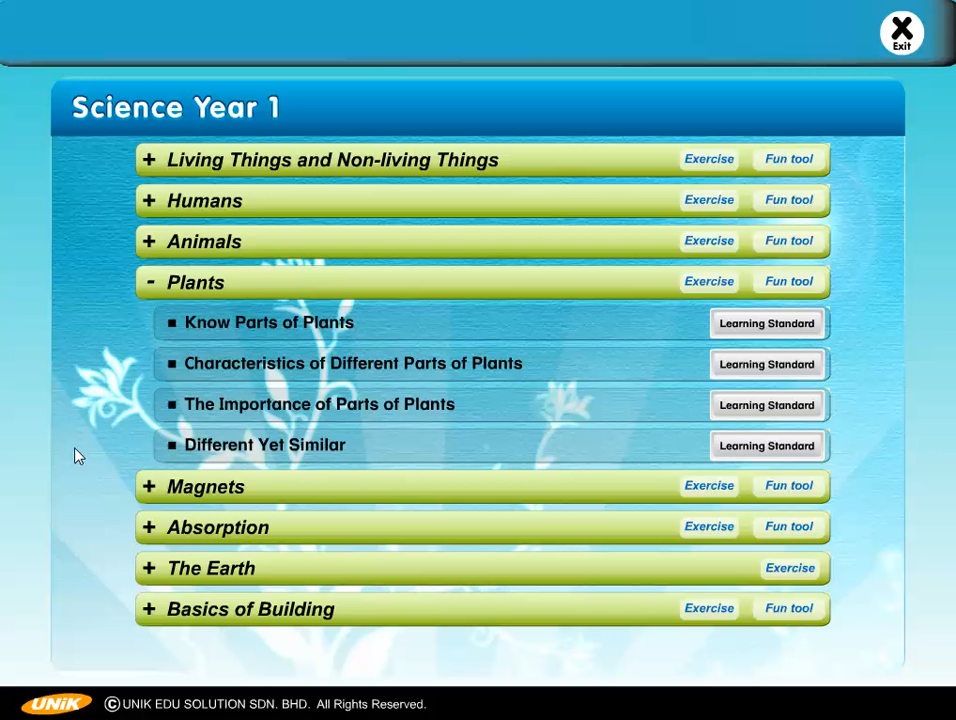 X
Exit
Science Year 1
+ Living Things and Non-living Things Exercise Fun tool
+ Humans Exercise Fun tool
+ Animals Exercise Fun tool
- Plants Exercise Fun tool
■ Know Parts of Plants Learning Standard
■ Characteristics of Different Parts of Plants Learning Standard
■ The Importance of Parts of Plants Learning Standard
■ Different Yet Similar Learning Standard
+ Magnets Exercise Fun tool
+ Absorption Exercise Fun tool
+ The Earth Exercise
+ Basics of Building Exercise Fun tool
UNIK © UNIK EDU SOLUTION SDN. BHD. All Rights Reserved.